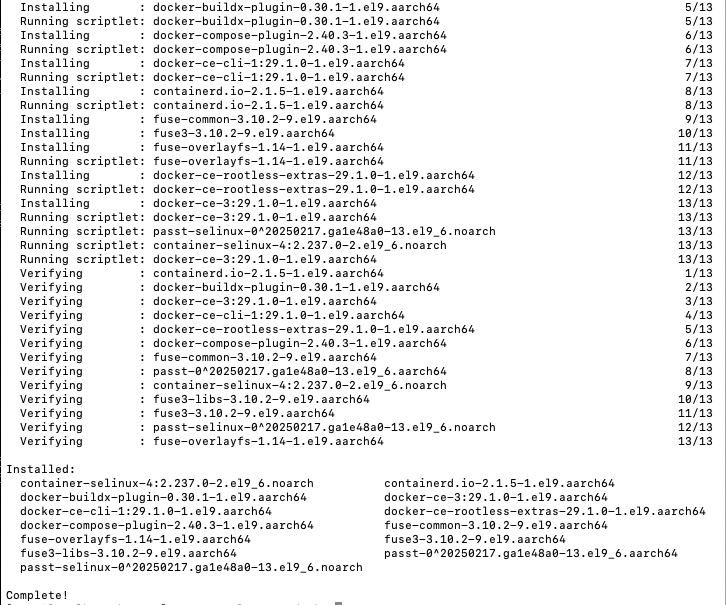 Installing       : docker-buildx-plugin-0.30.1-1.el9.aarch64   5/13
Running scriptlet: docker-buildx-plugin-0.30.1-1.el9.aarch64   5/13
Installing       : docker-compose-plugin-2.40.3-1.el9.aarch64   6/13
Running scriptlet: docker-compose-plugin-2.40.3-1.el9.aarch64   6/13
Installing       : docker-ce-cli-1:29.1.0-1.el9.aarch64   7/13
Running scriptlet: docker-ce-cli-1:29.1.0-1.el9.aarch64   7/13
Installing       : containerd.io-2.1.5-1.el9.aarch64   8/13
Running scriptlet: containerd.io-2.1.5-1.el9.aarch64   8/13
Installing       : fuse-common-3.10.2-9.el9.aarch64   9/13
Installing       : fuse3-3.10.2-9.el9.aarch64   10/13
Installing       : fuse-overlayfs-1.14-1.el9.aarch64   11/13
Running scriptlet: fuse-overlayfs-1.14-1.el9.aarch64   11/13
Installing       : docker-ce-rootless-extras-29.1.0-1.el9.aarch64   12/13
Running scriptlet: docker-ce-rootless-extras-29.1.0-1.el9.aarch64   12/13
Installing       : docker-ce-3:29.1.0-1.el9.aarch64   13/13
Running scriptlet: docker-ce-3:29.1.0-1.el9.aarch64   13/13
Running scriptlet: passt-selinux-0^20250217.ga1e48a0-13.el9_6.noarch   13/13
Running scriptlet: container-selinux-4:2.237.0-2.el9_6.noarch   13/13
Running scriptlet: docker-ce-3:29.1.0-1.el9.aarch64   13/13
Verifying        : containerd.io-2.1.5-1.el9.aarch64   1/13
Verifying        : docker-buildx-plugin-0.30.1-1.el9.aarch64   2/13
Verifying        : docker-ce-3:29.1.0-1.el9.aarch64   3/13
Verifying        : docker-ce-cli-1:29.1.0-1.el9.aarch64   4/13
Verifying        : docker-ce-rootless-extras-29.1.0-1.el9.aarch64   5/13
Verifying        : docker-compose-plugin-2.40.3-1.el9.aarch64   6/13
Verifying        : fuse-common-3.10.2-9.el9.aarch64   7/13
Verifying        : passt-0^20250217.ga1e48a0-13.el9_6.aarch64   8/13
Verifying        : container-selinux-4:2.237.0-2.el9_6.noarch   9/13
Verifying        : fuse3-libs-3.10.2-9.el9.aarch64   10/13
Verifying        : fuse3-3.10.2-9.el9.aarch64   11/13
Verifying        : passt-selinux-0^20250217.ga1e48a0-13.el9_6.noarch   12/13
Verifying        : fuse-overlayfs-1.14-1.el9.aarch64   13/13
Installed:
container-selinux-4:2.237.0-2.el9_6.noarch   containerd.io-2.1.5-1.el9.aarch64
docker-buildx-plugin-0.30.1-1.el9.aarch64   docker-ce-3:29.1.0-1.el9.aarch64
docker-ce-cli-1:29.1.0-1.el9.aarch64   docker-ce-rootless-extras-29.1.0-1.el9.aarch64
docker-compose-plugin-2.40.3-1.el9.aarch64   fuse-common-3.10.2-9.el9.aarch64
fuse-overlayfs-1.14-1.el9.aarch64   fuse3-3.10.2-9.el9.aarch64
fuse3-libs-3.10.2-9.el9.aarch64   passt-0^20250217.ga1e48a0-13.el9_6.aarch64
passt-selinux-0^20250217.ga1e48a0-13.el9_6.noarch
Complete!